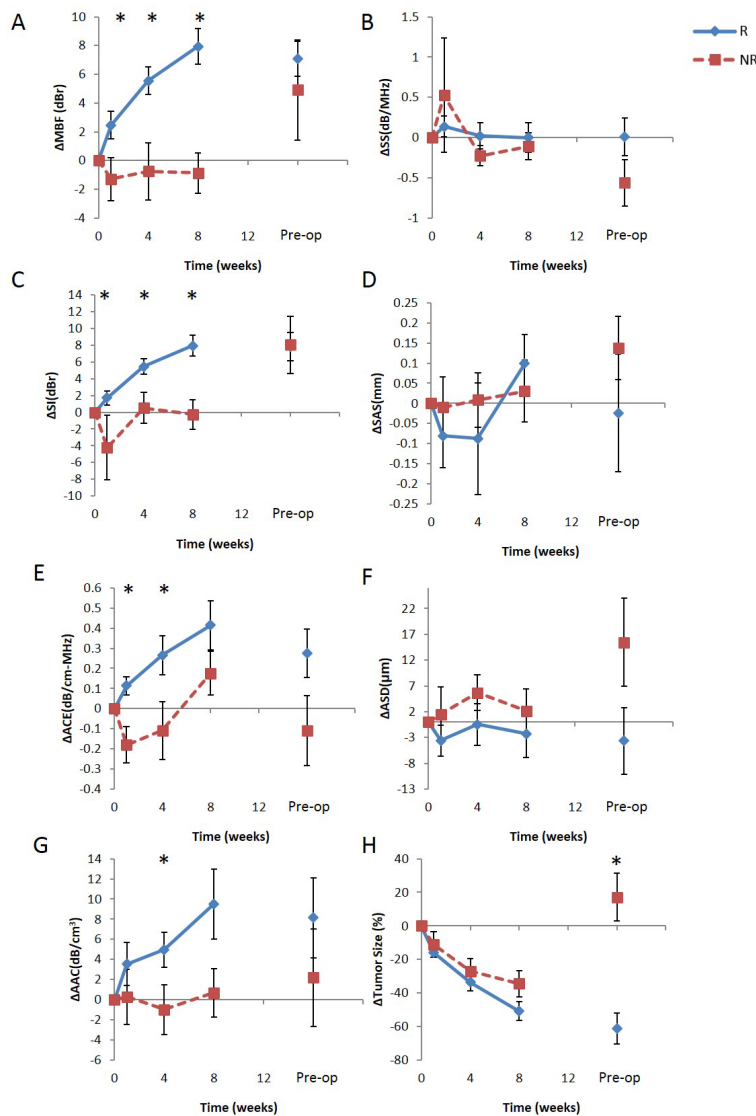 A
ΔMBF (dBr)
10
8
6
4
2
0
-2
-4
* * *
0 4 8 12 Pre-op
Time (weeks)
B
ΔSS(dB/MHz)
1.5
1
0.5
0
-0.5
-1
0 4 8 12 Pre-op
Time (weeks)
R
NR
C
ΔSI(dBr)
14
12
10
8
6
4
2
0
-2
-4
-6
-8
-10
* * *
0 4 8 12 Pre-op
Time (weeks)
D
ΔSAS(mm)
0.25
0.2
0.15
0.1
0.05
0
-0.05
-0.1
-0.15
-0.2
-0.25
0 4 8 12 Pre-op
Time (weeks)
E
ΔACE(dB/cm-MHz)
0.6
0.5
0.4
0.3
0.2
0.1
0
-0.1
-0.2
-0.3
-0.4
* *
0 4 8 12 Pre-op
Time (weeks)
F
ΔASD(µm)
22
17
12
7
2
-3
-8
-13
0 4 8 12 Pre-op
Time (weeks)
G
ΔAAC(dB/cm³)
14
12
10
8
6
4
2
0
-2
-4
-6
*
0 4 8 12 Pre-op
Time (weeks)
H
ΔTumor Size (%)
40
20
0
-20
-40
-60
-80
*
0 4 8 12 Pre-op
Time (weeks)